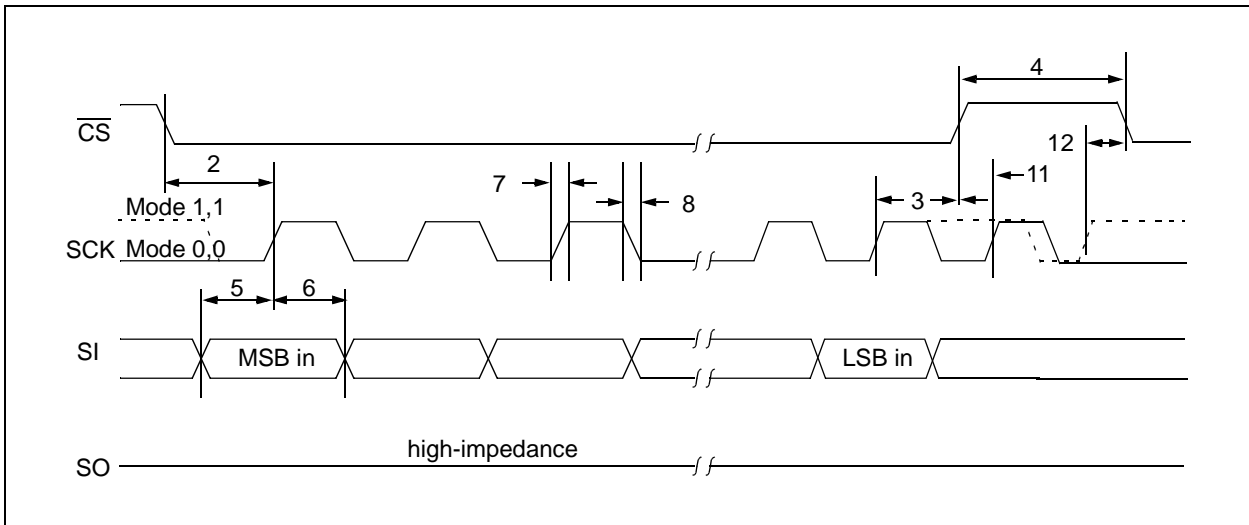 4
CS
12
2
11
7
3
8
Mode 1,1
SCK Mode 0,0
5
6
SI
MSB in
LSB in
high-impedance
SO